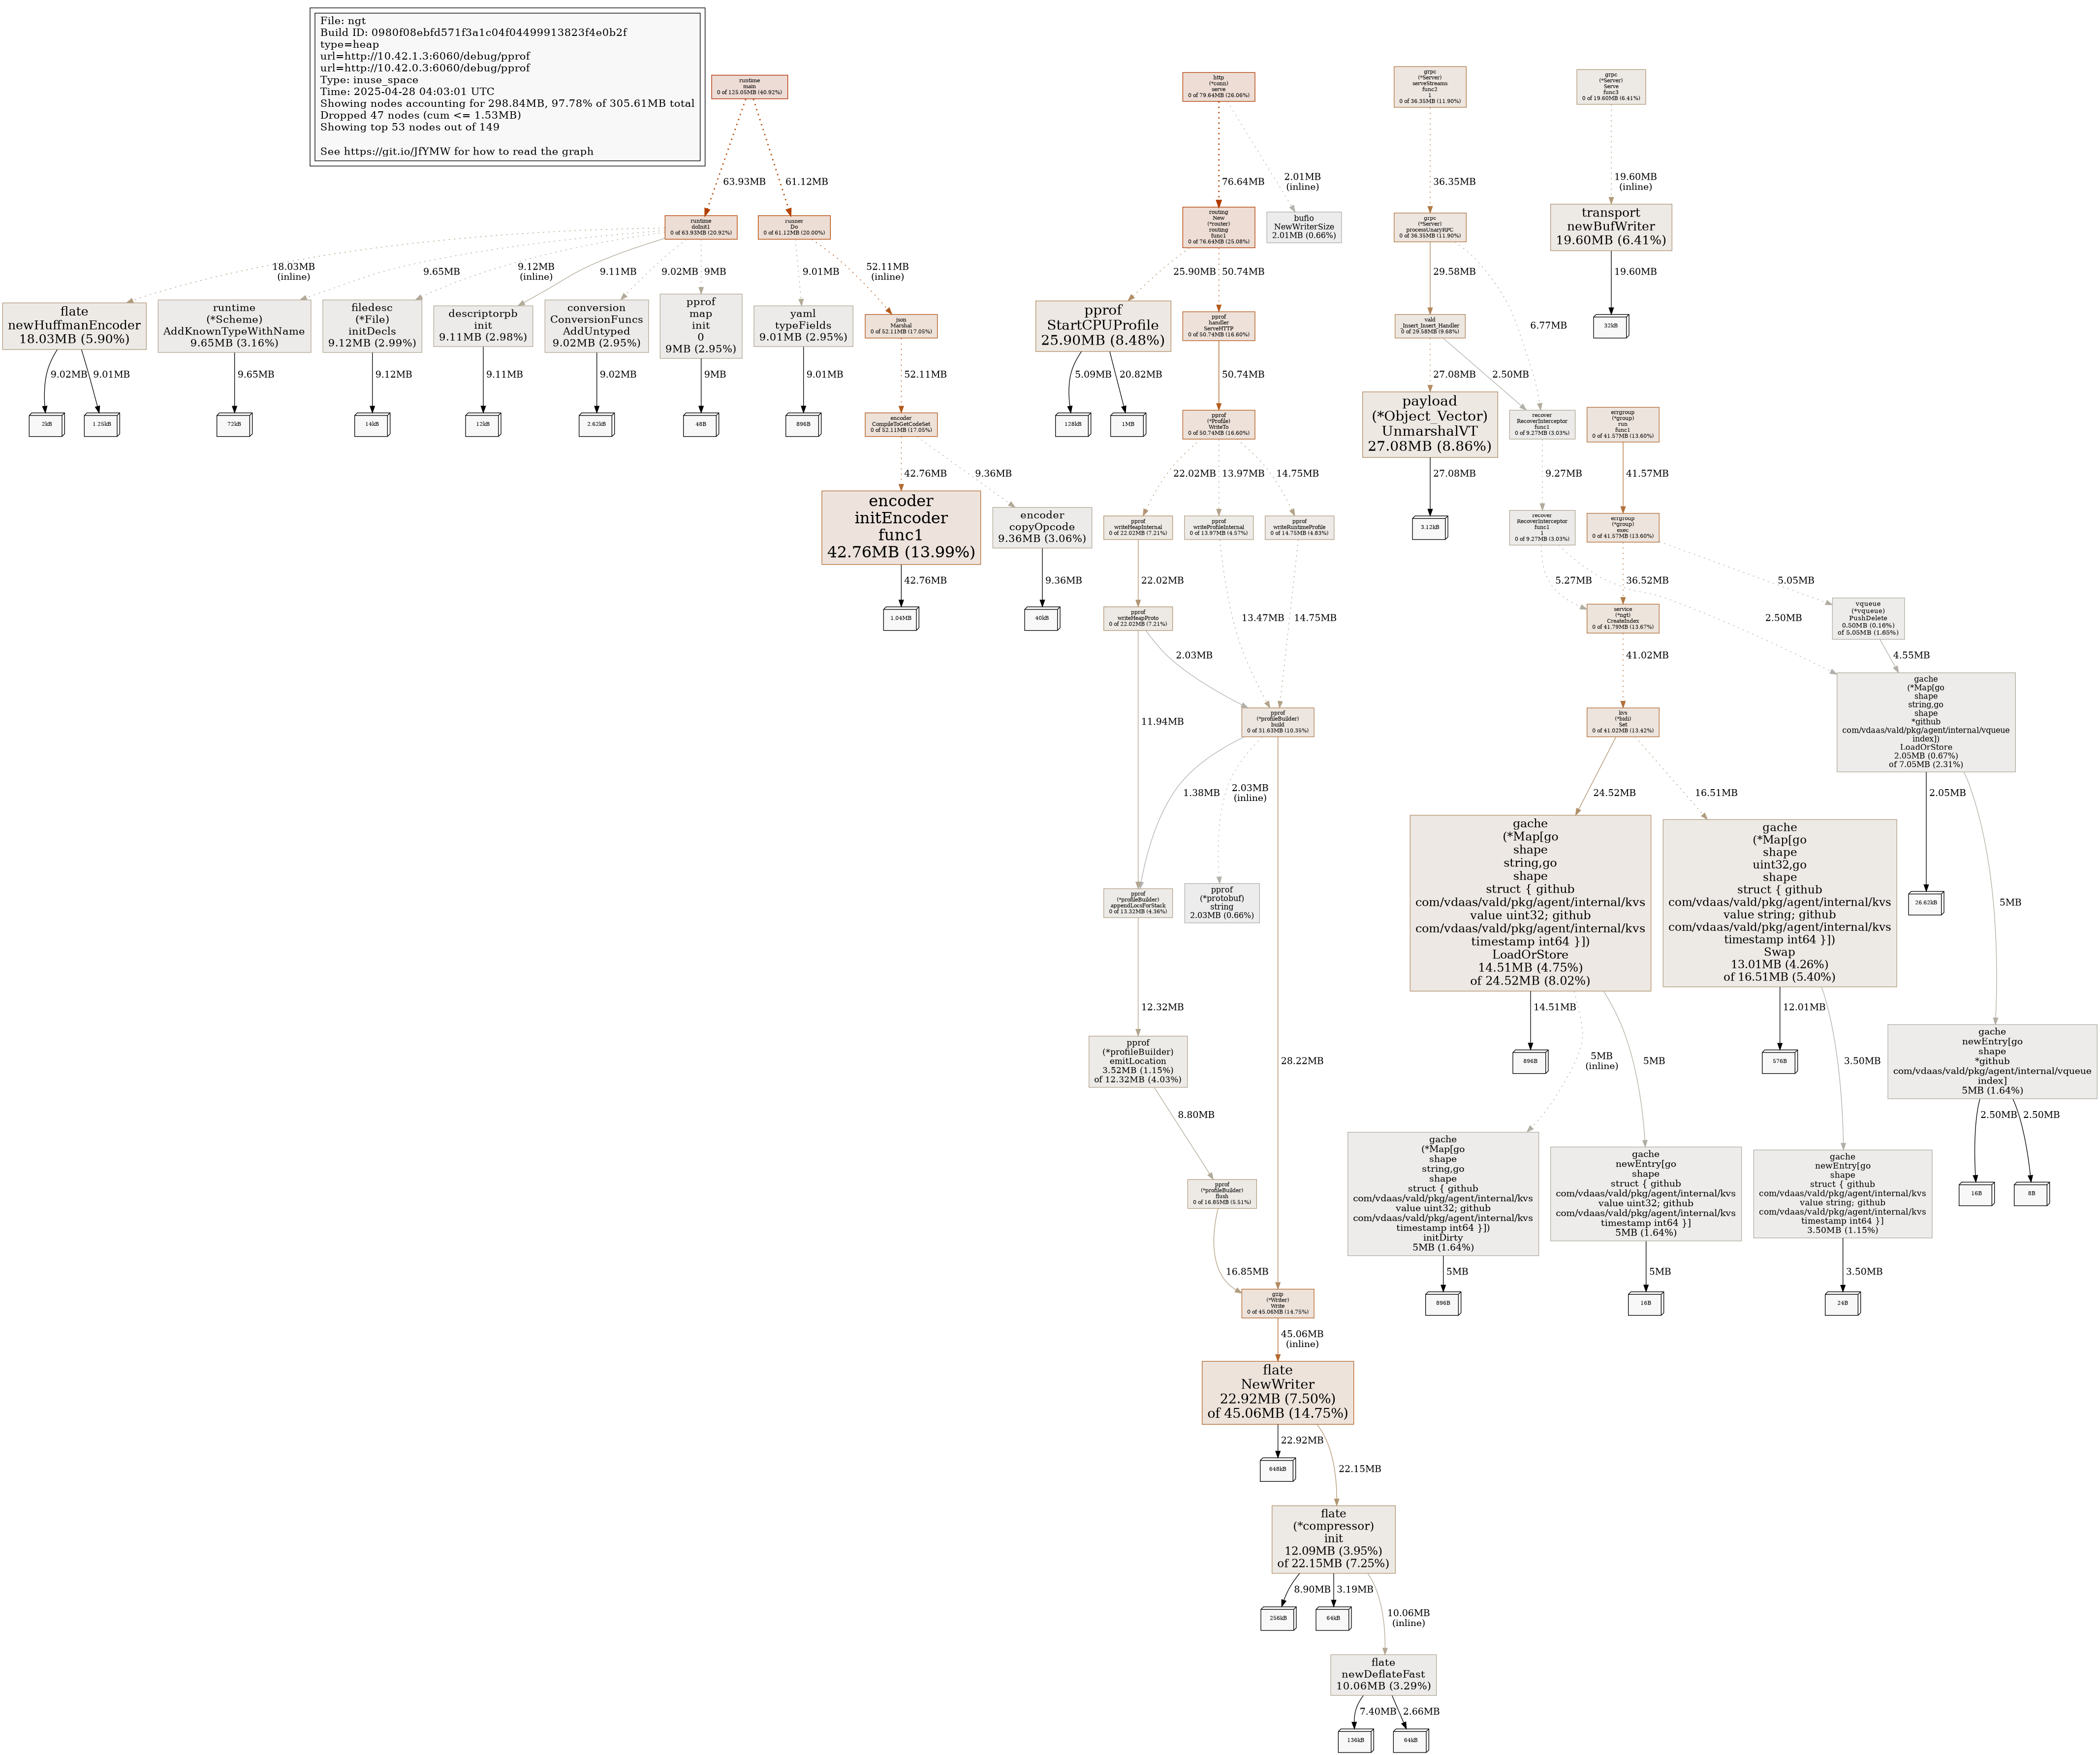 File: ngt
Build ID: 0980f08ebfd571f3a1c04f04499913823f4e0b2f
type=heap
url=http://10.42.1.3:6060/debug/pprof
url=http://10.42.0.3:6060/debug/pprof
Type: inuse_space
Time: 2025-04-28 04:03:01 UTC
Showing nodes accounting for 298.84MB, 97.78% of 305.61MB total
Dropped 47 nodes (cum <= 1.53MB)
Showing top 53 nodes out of 149
See https://git.io/JfYMW for how to read the graph
runtime
main
0 of 125.05MB (40.92%)
http
(*conn)
serve
0 of 79.64MB (26.06%)
grpc
(*Server)
serveStreams
func2
1
0 of 36.35MB (11.90%)
grpc
(*Server)
Serve
func3
0 of 19.60MB (6.41%)
63.93MB
61.12MB
76.64MB
2.01MB
(inline)
36.35MB
19.60MB
(inline)
runtime
doInit1
0 of 63.93MB (20.92%)
runner
Do
0 of 61.12MB (20.00%)
routing
New
(*router)
routing
func1
0 of 76.64MB (25.08%)
bufio
NewWriterSize
2.01MB (0.66%)
grpc
(*Server)
processUnaryRPC
0 of 36.35MB (11.90%)
transport
newBufWriter
19.60MB (6.41%)
18.03MB
(inline)
9.65MB
9.12MB
(inline)
9.11MB
9.02MB
9MB
9.01MB
52.11MB
(inline)
25.90MB
50.74MB
29.58MB
6.77MB
19.60MB
flate
newHuffmanEncoder
18.03MB (5.90%)
runtime
(*Scheme)
AddKnownTypeWithName
9.65MB (3.16%)
filedesc
(*File)
initDecls
9.12MB (2.99%)
descriptorpb
init
9.11MB (2.98%)
conversion
ConversionFuncs
AddUntyped
9.02MB (2.95%)
pprof
map
init
0
9MB (2.95%)
yaml
typeFields
9.01MB (2.95%)
json
Marshal
0 of 52.11MB (17.05%)
pprof
StartCPUProfile
25.90MB (8.48%)
pprof
handler
ServeHTTP
0 of 50.74MB (16.60%)
vald
_Insert_Insert_Handler
0 of 29.58MB (9.68%)
32kB
9.02MB
9.01MB
9.65MB
9.12MB
9.11MB
9.02MB
9MB
9.01MB
52.11MB
5.09MB
20.82MB
50.74MB
27.08MB
2.50MB
2kB
1.25kB
72kB
14kB
12kB
2.62kB
48B
896B
encoder
CompileToGetCodeSet
0 of 52.11MB (17.05%)
128kB
1MB
pprof
(*Profile)
WriteTo
0 of 50.74MB (16.60%)
payload
(*Object_Vector)
UnmarshalVT
27.08MB (8.86%)
recover
RecoverInterceptor
func1
0 of 9.27MB (3.03%)
errgroup
(*group)
run
func1
0 of 41.57MB (13.60%)
42.76MB
9.36MB
22.02MB
13.97MB
14.75MB
27.08MB
9.27MB
41.57MB
encoder
initEncoder
func1
42.76MB (13.99%)
encoder
copyOpcode
9.36MB (3.06%)
pprof
writeHeapInternal
0 of 22.02MB (7.21%)
pprof
writeProfileInternal
0 of 13.97MB (4.57%)
pprof
writeRuntimeProfile
0 of 14.75MB (4.83%)
3.12kB
recover
RecoverInterceptor
func1
1
0 of 9.27MB (3.03%)
errgroup
(*group)
exec
0 of 41.57MB (13.60%)
42.76MB
9.36MB
22.02MB
13.47MB
14.75MB
5.27MB
36.52MB
2.50MB
5.05MB
1.04MB
40kB
pprof
writeHeapProto
0 of 22.02MB (7.21%)
service
(*ngt)
CreateIndex
0 of 41.79MB (13.67%)
vqueue
(*vqueue)
PushDelete
0.50MB (0.16%)
of 5.05MB (1.65%)
2.03MB
11.94MB
41.02MB
4.55MB
pprof
(*profileBuilder)
build
0 of 31.63MB (10.35%)
kvs
(*bidi)
Set
0 of 41.02MB (13.42%)
gache
(*Map[go
shape
string,go
shape
*github
com/vdaas/vald/pkg/agent/internal/vqueue
index])
LoadOrStore
2.05MB (0.67%)
of 7.05MB (2.31%)
1.38MB
2.03MB
(inline)
28.22MB
24.52MB
16.51MB
2.05MB
5MB
pprof
(*profileBuilder)
appendLocsForStack
0 of 13.32MB (4.36%)
pprof
(*protobuf)
string
2.03MB (0.66%)
gache
(*Map[go
shape
string,go
shape
struct { github
com/vdaas/vald/pkg/agent/internal/kvs
value uint32; github
com/vdaas/vald/pkg/agent/internal/kvs
timestamp int64 }])
LoadOrStore
14.51MB (4.75%)
of 24.52MB (8.02%)
gache
(*Map[go
shape
uint32,go
shape
struct { github
com/vdaas/vald/pkg/agent/internal/kvs
value string; github
com/vdaas/vald/pkg/agent/internal/kvs
timestamp int64 }])
Swap
13.01MB (4.26%)
of 16.51MB (5.40%)
26.62kB
12.32MB
14.51MB
5MB
(inline)
5MB
12.01MB
3.50MB
pprof
(*profileBuilder)
emitLocation
3.52MB (1.15%)
of 12.32MB (4.03%)
896B
576B
gache
newEntry[go
shape
*github
com/vdaas/vald/pkg/agent/internal/vqueue
index]
5MB (1.64%)
8.80MB
2.50MB
2.50MB
pprof
(*profileBuilder)
flush
0 of 16.85MB (5.51%)
gache
(*Map[go
shape
string,go
shape
struct { github
com/vdaas/vald/pkg/agent/internal/kvs
value uint32; github
com/vdaas/vald/pkg/agent/internal/kvs
timestamp int64 }])
initDirty
5MB (1.64%)
gache
newEntry[go
shape
struct { github
com/vdaas/vald/pkg/agent/internal/kvs
value uint32; github
com/vdaas/vald/pkg/agent/internal/kvs
timestamp int64 }]
5MB (1.64%)
gache
newEntry[go
shape
struct { github
com/vdaas/vald/pkg/agent/internal/kvs
value string; github
com/vdaas/vald/pkg/agent/internal/kvs
timestamp int64 }]
3.50MB (1.15%)
16B
8B
16.85MB
5MB
5MB
3.50MB
gzip
(*Writer)
Write
0 of 45.06MB (14.75%)
896B
16B
24B
45.06MB
(inline)
flate
NewWriter
22.92MB (7.50%)
of 45.06MB (14.75%)
22.92MB
22.15MB
648kB
flate
(*compressor)
init
12.09MB (3.95%)
of 22.15MB (7.25%)
8.90MB
3.19MB
10.06MB
(inline)
256kB
64kB
flate
newDeflateFast
10.06MB (3.29%)
7.40MB
2.66MB
136kB
64kB